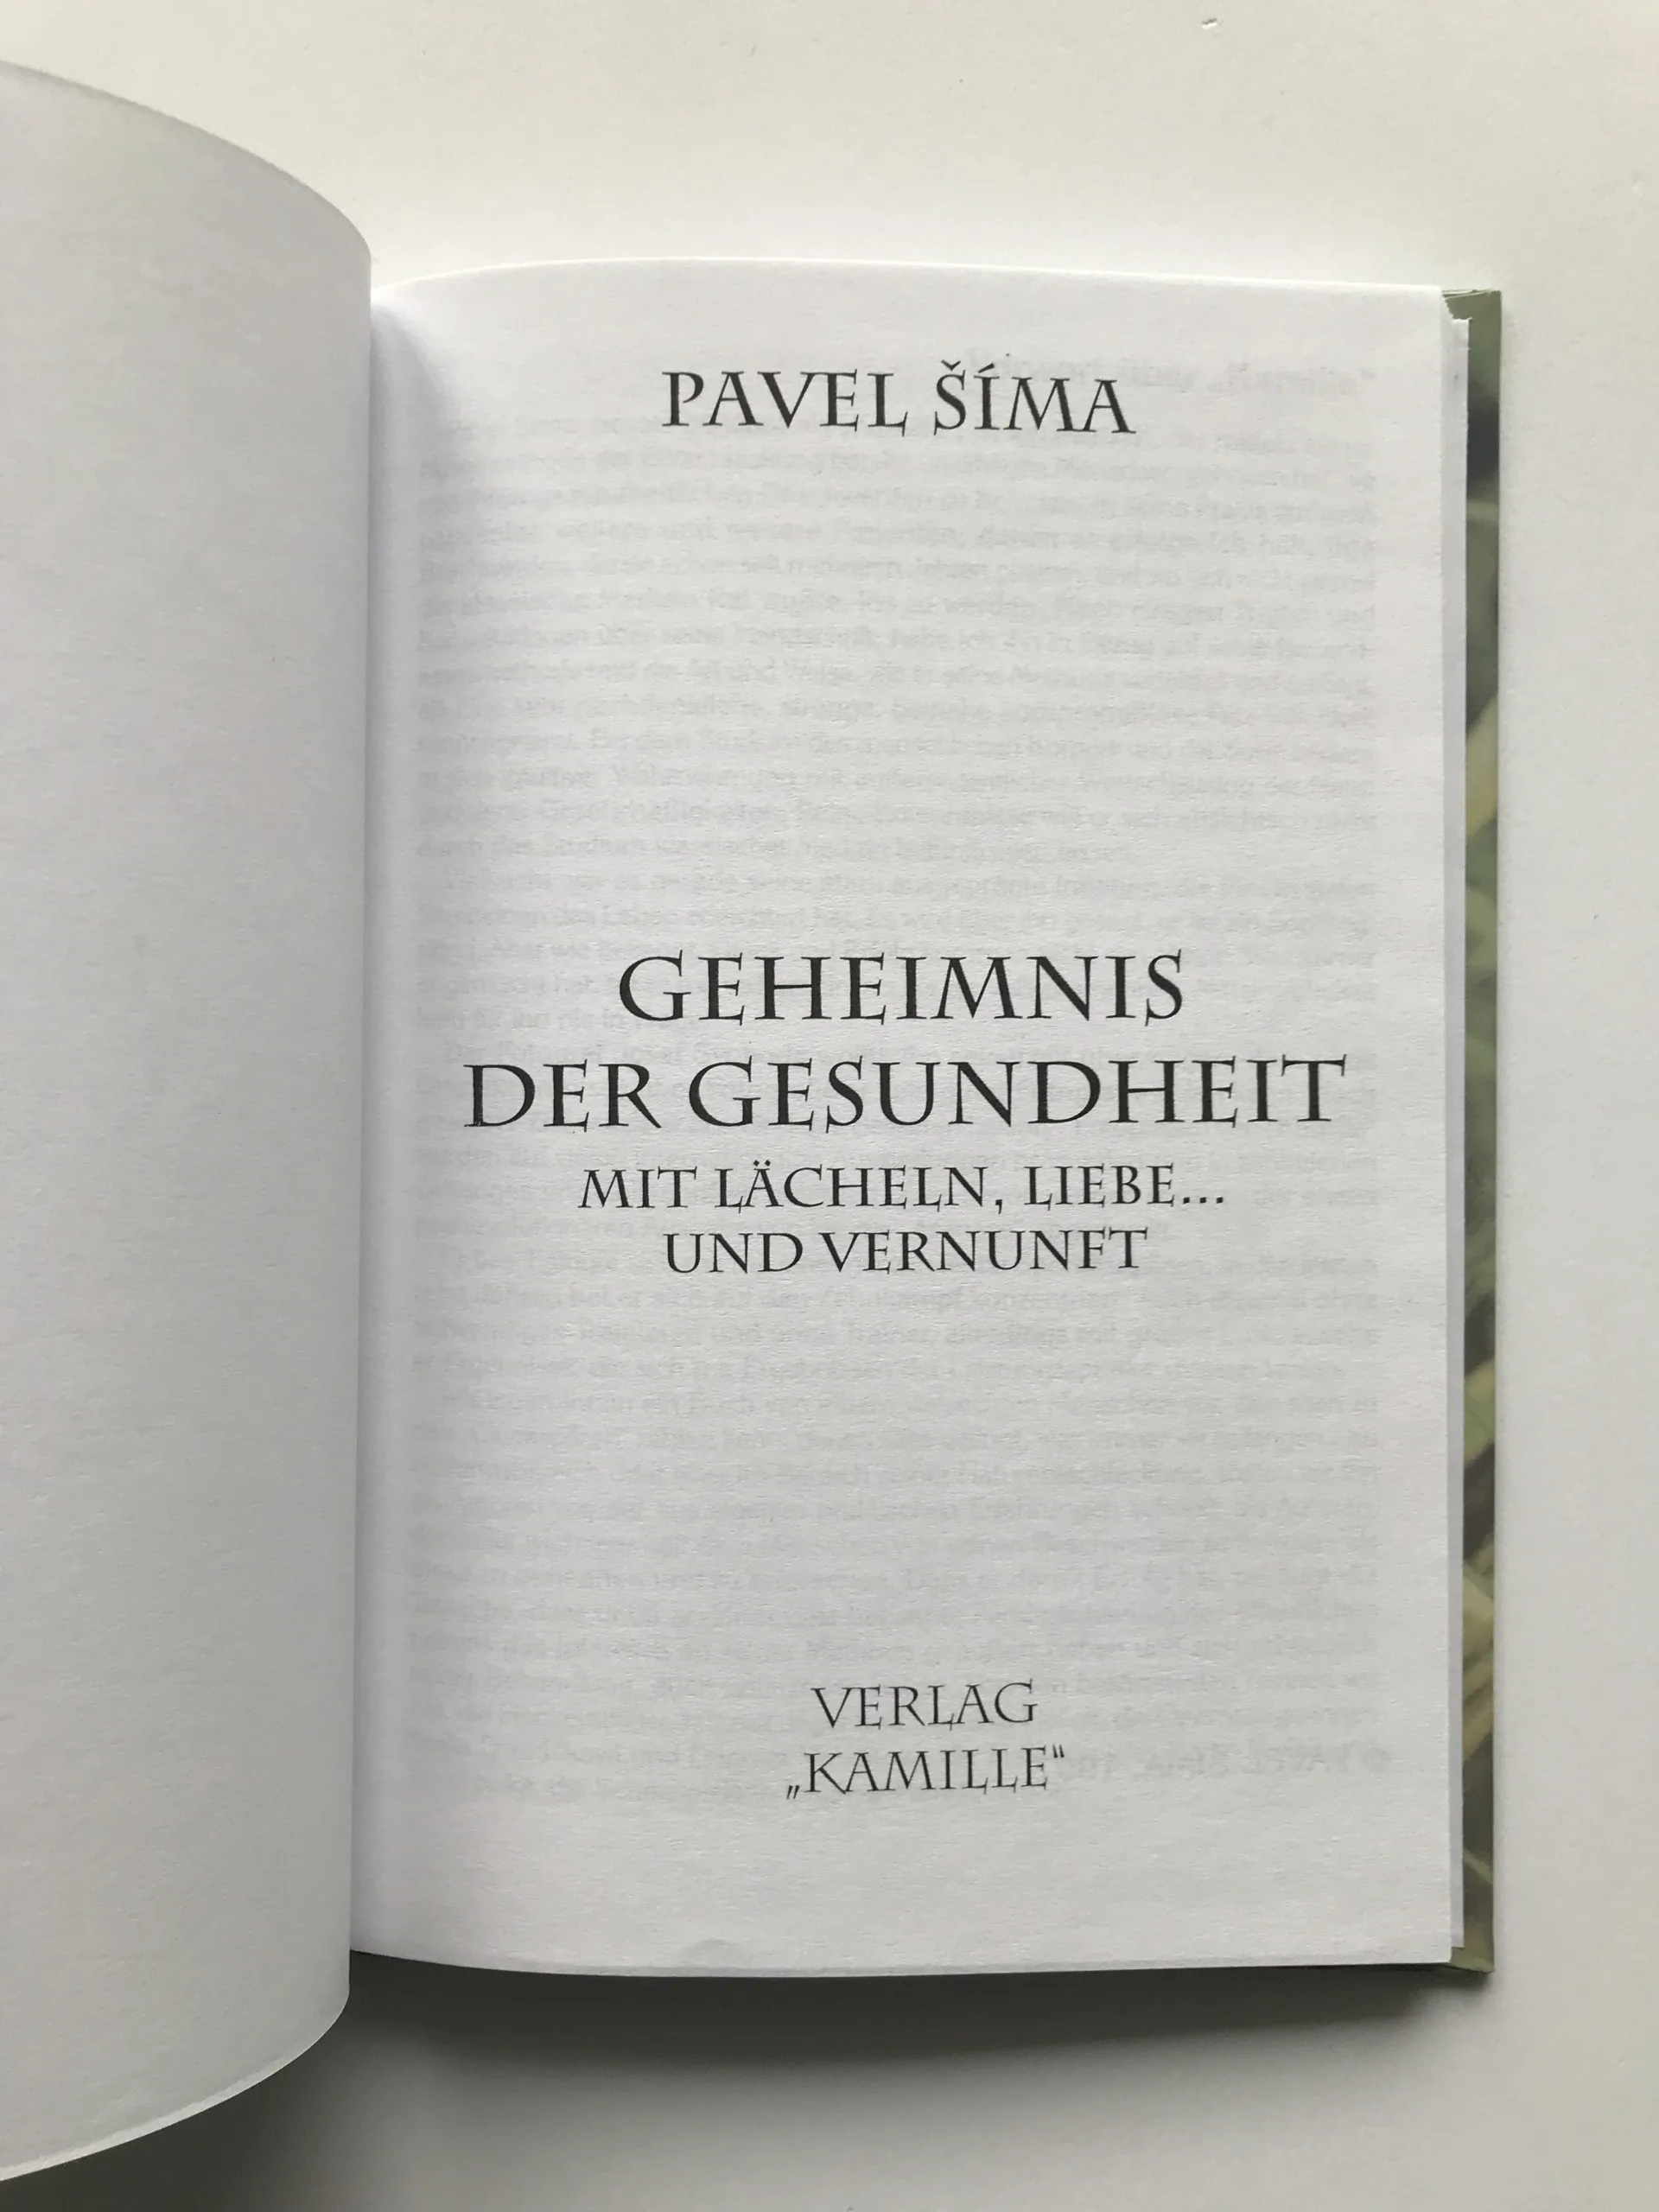 PAVEL ŠÍMA
GEHEIMNIS
DER GESUNDHEIT
MIT LÄCHELN, LIEBE...
UND VERNUNFT
VERLAG
„KAMILLE“